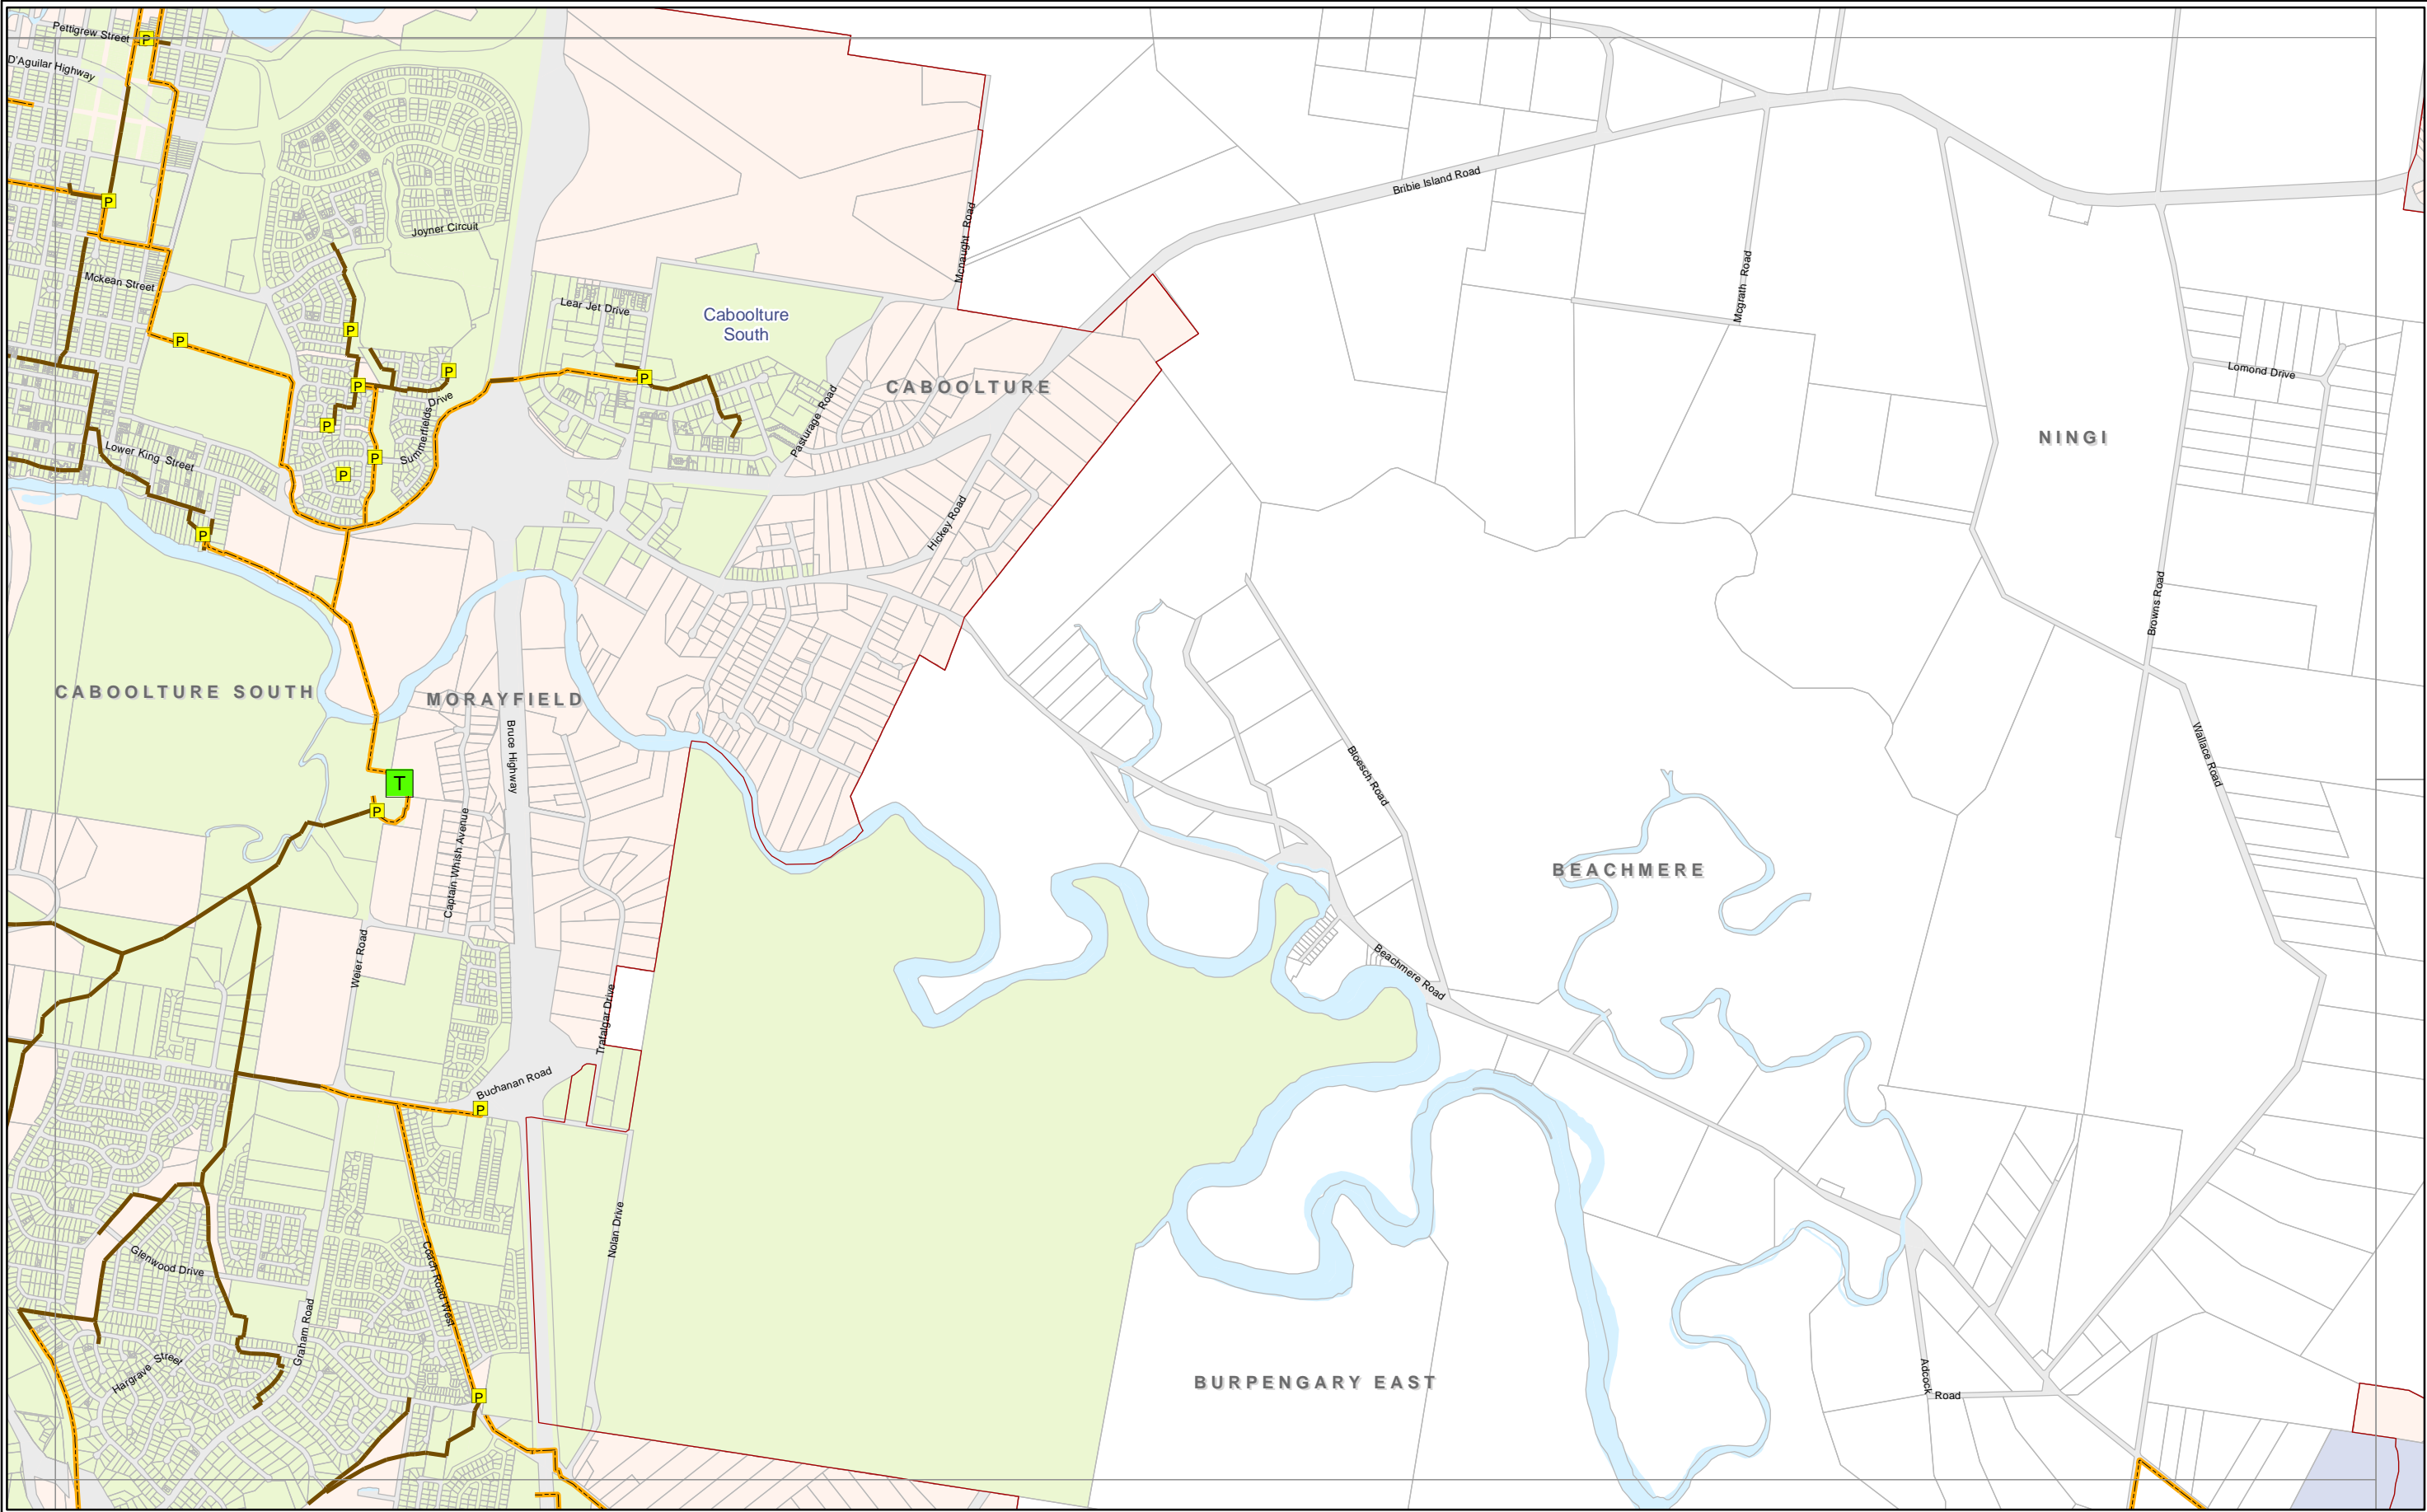 Pettigrew Street
P
D'Aguilar Highway
Bribie Island Road
P
Joyner Circuit
Mcnaught Road
Mckean Street
Mcgrath Road
Lear Jet Drive
Caboolture
South
P
P
P
P
P
CABOOLTURE
Lomond Drive
Summerfields Drive
Pasturage Road
P
NINGI
Lower King Street
P
P
Hickey Road
P
Browns Road
CABOOLTURE SOUTH
MORAYFIELD
Bruce Highway
Wallace Road
Bloesch Road
T
P
Captain Whish Avenue
BEACHMERE
Weier Road
Beachmere Road
Trafalgar Drive
Buchanan Road
P
Nolan Drive
Glenwood Drive
Coach Road West
Graham Road
Hargrave Street
BURPENGARY EAST
Adcock Road
P